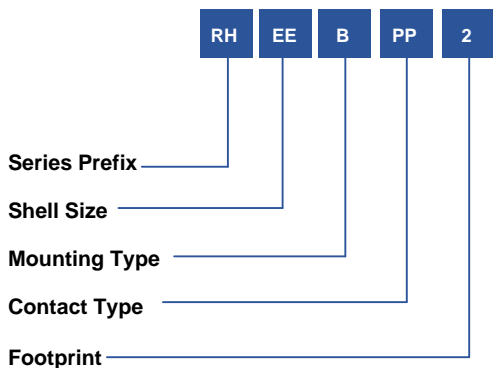 RH EE B PP 2
Series Prefix
Shell Size
Mounting Type
Contact Type
Footprint